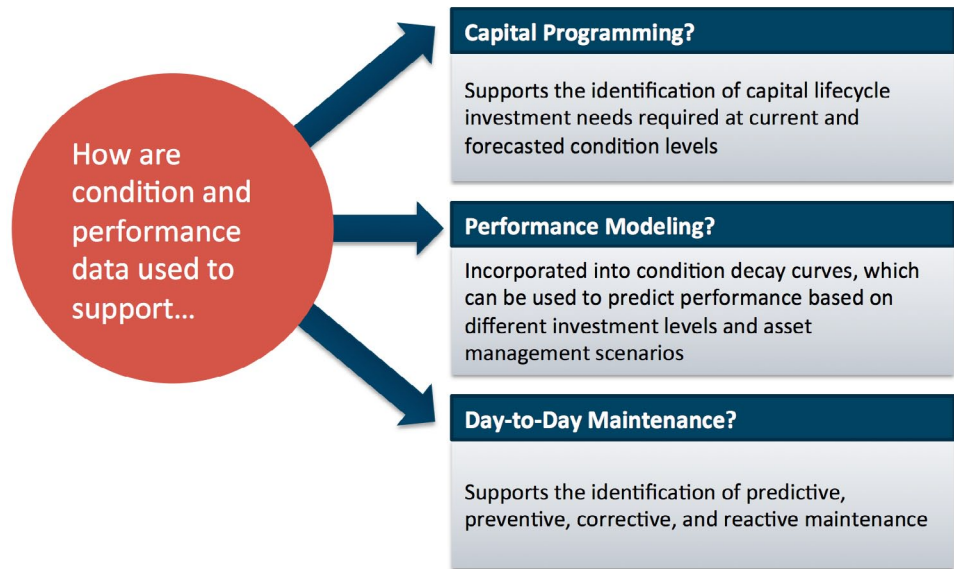 How are
condition and
performance
data used to
support...
Capital Programming?
Supports the identification of capital lifecycle
investment needs required at current and
forecasted condition levels
Performance Modeling?
Incorporated into condition decay curves, which
can be used to predict performance based on
different investment levels and asset
management scenarios
Day-to-Day Maintenance?
Supports the identification of predictive,
preventive, corrective, and reactive maintenance